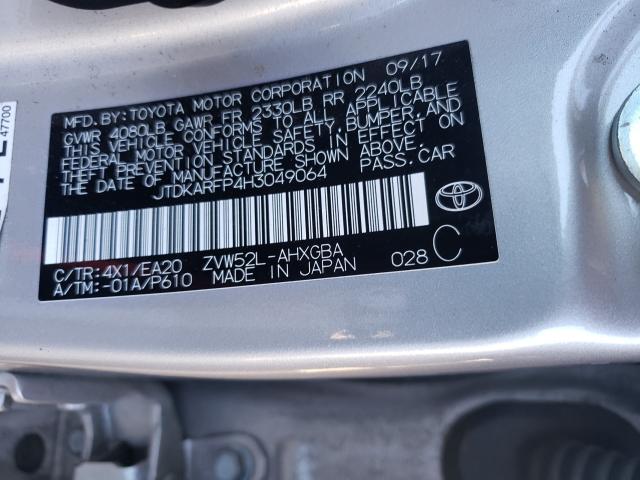 MFD. BY: TOYOTA MOTOR CORPORATION 09/17
GVWR 4080LB GAWR FR 2330LB RR 2240LB
THIS VEHICLE CONFORMS TO ALL APPLICABLE
FEDERAL MOTOR VEHICLE SAFETY, BUMPER, AND
THEFT PREVENTION STANDARDS IN EFFECT ON
THE DATE OF MANUFACTURE SHOWN ABOVE.
JTDKARFP4H3049064 PASS. CAR
C/TR: 4X1/EA20 ZVW52L-AHXGBA
A/TM: -01A/P610 MADE IN JAPAN 028 C
47700